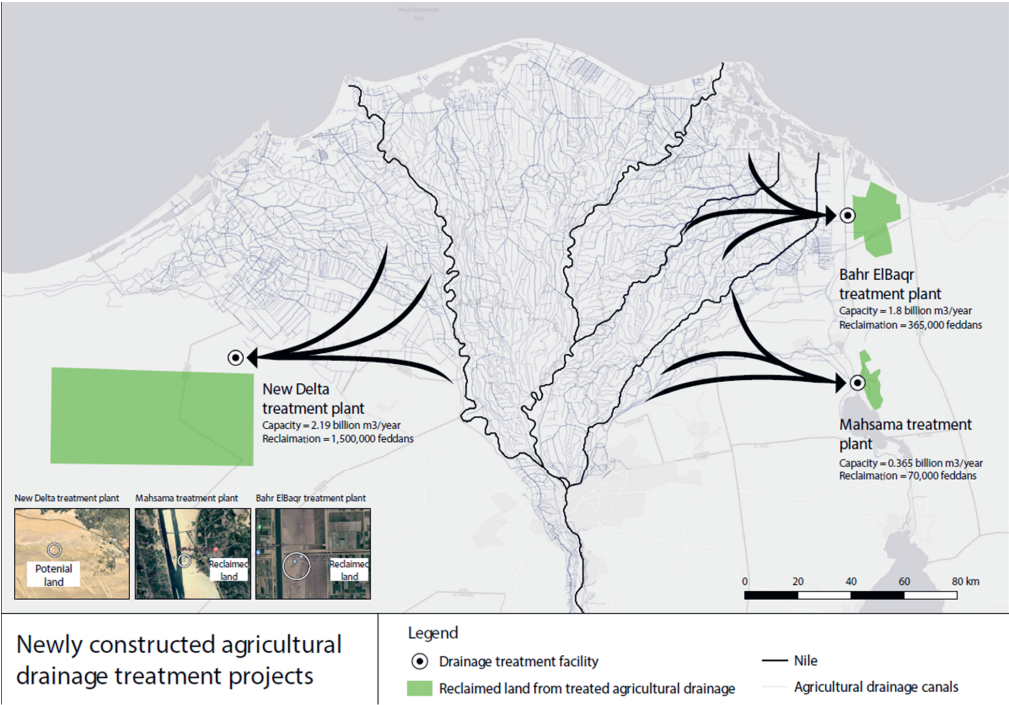 Bahr ElBaqr
treatment plant
Capacity = 1.8 billion m3/year
Reclaimation = 365,000 feddans
New Delta
treatment plant
Capacity = 2.19 billion m3/year
Reclaimation = 1,500,000 feddans
Mahsama treatment
plant
Capacity = 0.365 billion m3/year
Reclaimation = 70,000 feddans
New Delta treatment plant
Potenial
land
Mahsama treatment plant
Reclaimed
land
Bahr ElBaqr treatment plant
Reclaimed
land
0 20 40 60 80 km
Newly constructed agricultural
drainage treatment projects
Legend
Drainage treatment facility
Reclaimed land from treated agricultural drainage
Nile
Agricultural drainage canals